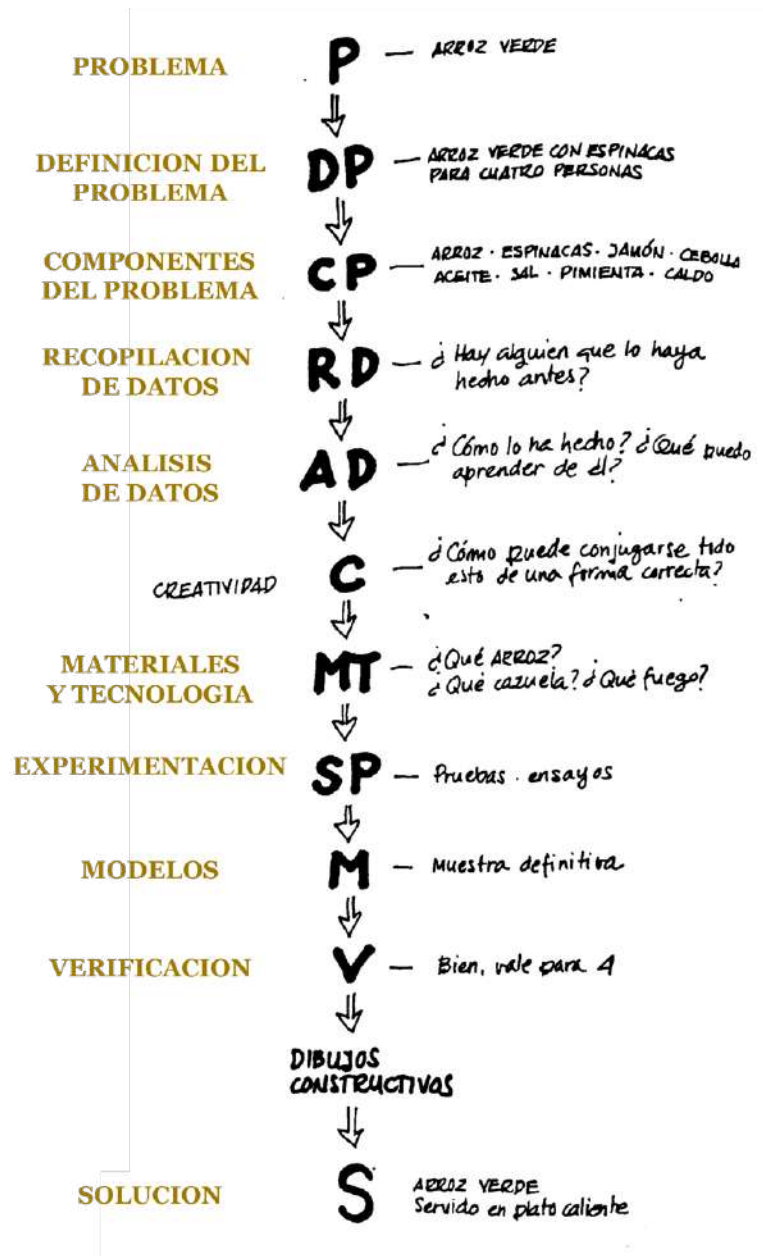 PROBLEMA
P — ARROZ VERDE
DEFINICION DEL
PROBLEMA
DP — ARROZ VERDE CON ESPINACAS
PARA CUATRO PERSONAS
COMPONENTES
DEL PROBLEMA
CP — ARROZ · ESPINACAS · JAMÓN · CEBOLLA
ACEITE · SAL · PIMIENTA · CALDO
RECOPILACION
DE DATOS
RD — ¿Hay alguien que lo haya
hecho antes?
ANALISIS
DE DATOS
AD — ¿Cómo lo ha hecho? ¿Qué puedo
aprender de él?
CREATIVIDAD
C — ¿Cómo puede conjugarse todo
esto de una forma correcta?
MATERIALES
Y TECNOLOGIA
MT — ¿Qué ARROZ?
¿Qué cazuela? ¿Qué fuego?
EXPERIMENTACION
SP — Pruebas · ensayos
MODELOS
M — Muestra definitiva
VERIFICACION
V — Bien, vale para 4
DIBUJOS
CONSTRUCTIVOS
SOLUCION
S ARROZ VERDE
Servido en plato caliente